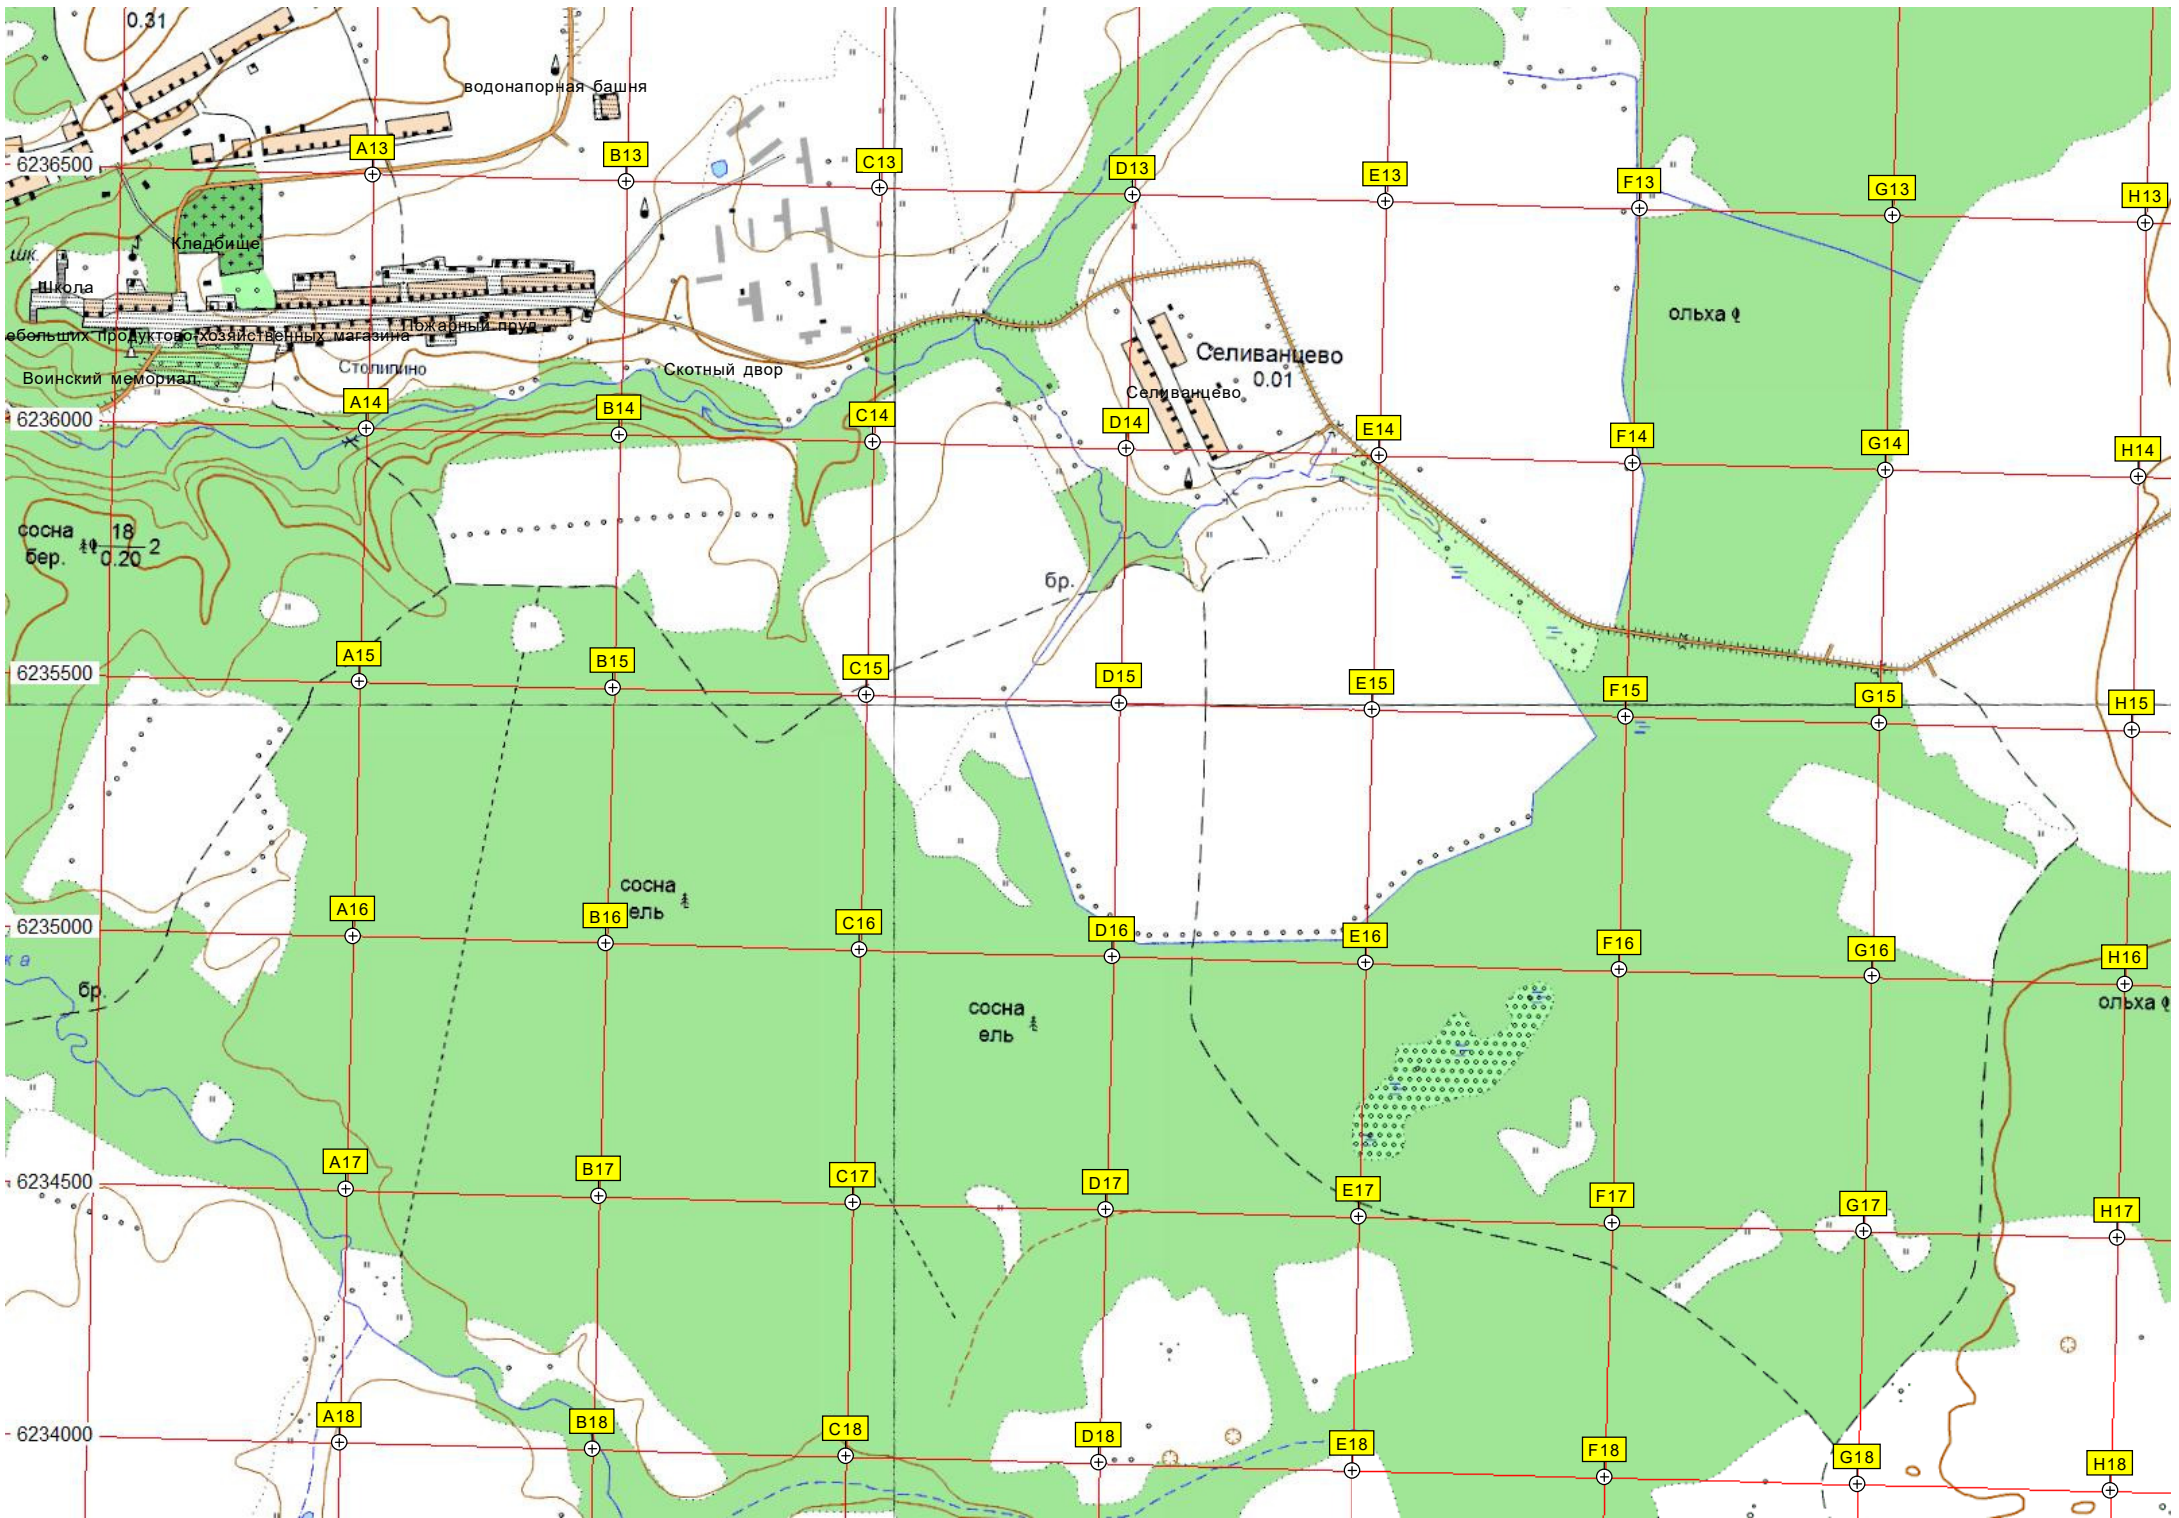 0.31
водонапорная башня
A13
B13
C13
D13
E13
F13
G13
H13
6236500
Кладбище
шк.
Школа
ольха
Пожарный пруд
ебольших продуктово-хозяйственных магазина
Селиванцево
0.01
Столипино
Скотный двор
Воинский мемориал
Селиванцево
A14
B14
C14
D14
E14
F14
G14
H14
6236000
сосна 18
бер. 0.20 2
бр.
A15
B15
C15
D15
E15
F15
G15
H15
6235500
сосна
ель
A16
B16
C16
D16
E16
F16
G16
H16
6235000
ка
бр.
сосна
ель
ольха
A17
B17
C17
D17
E17
F17
G17
H17
6234500
A18
B18
C18
D18
E18
F18
G18
H18
6234000